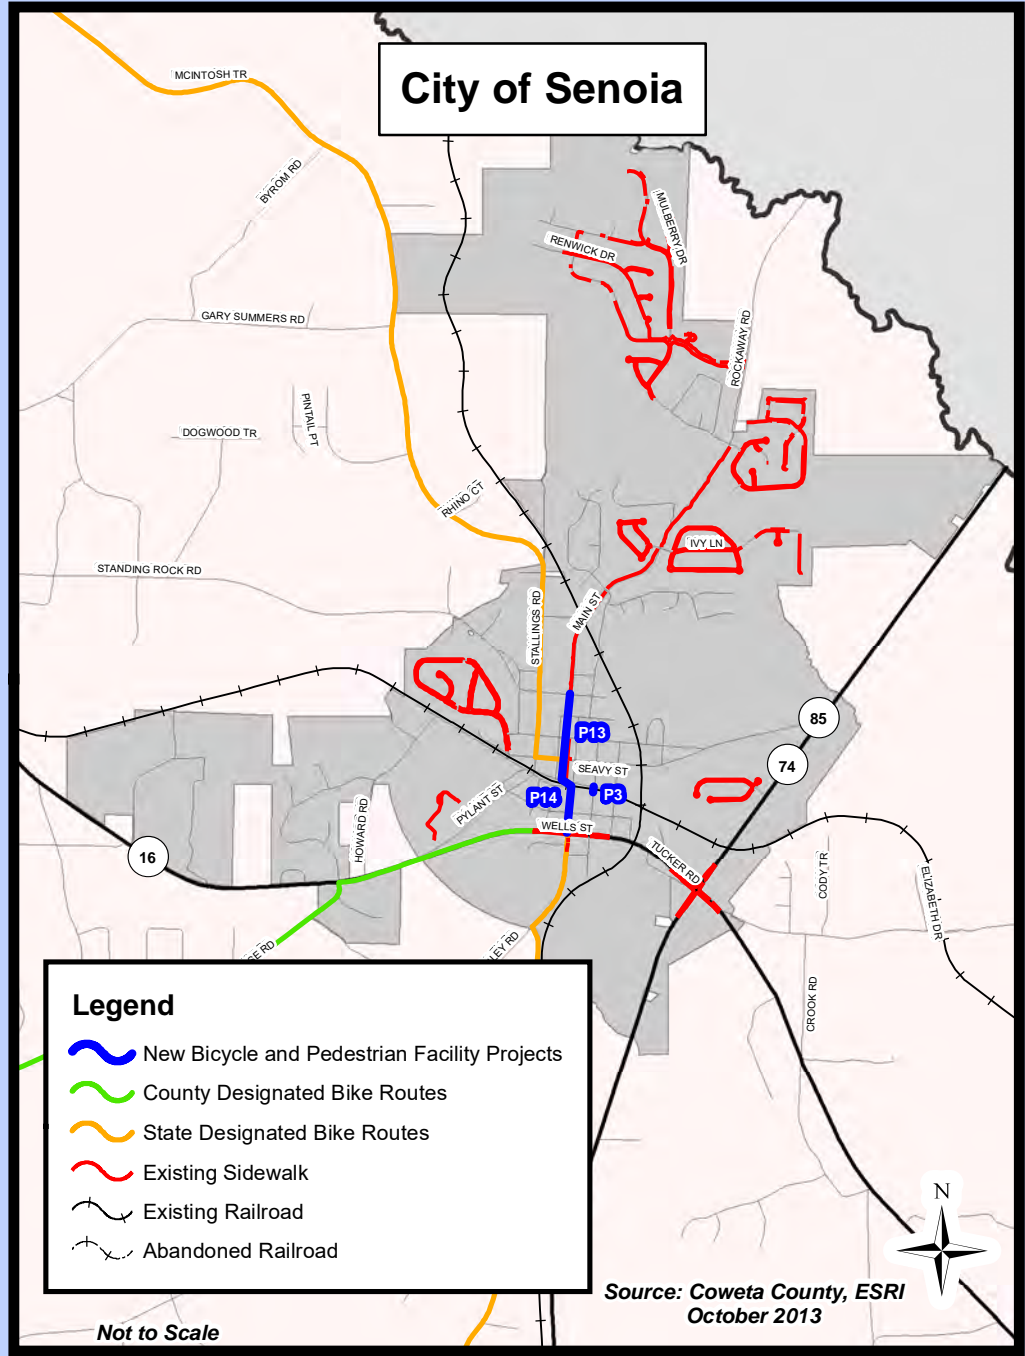 City of Senoia
MCINTOSH TR
BYROM RD
MULBERRY DR
RENWICK DR
GARY SUMMERS RD
ROCKAWAY RD
PINTAIL PT
DOGWOOD TR
RHINO CT
IVY LN
STANDING ROCK RD
STALLINGS RD
MAIN ST
85
P13
74
SEAVY ST
P14
P3
PYLANT ST
WELLS ST
HOWARD RD
16
TUCKER RD
CODY TR
ELIZABETH DR
SE RD
LEY RD
CROOK RD
Legend
New Bicycle and Pedestrian Facility Projects
County Designated Bike Routes
State Designated Bike Routes
Existing Sidewalk
Existing Railroad
Abandoned Railroad
N
Source: Coweta County, ESRI
October 2013
Not to Scale